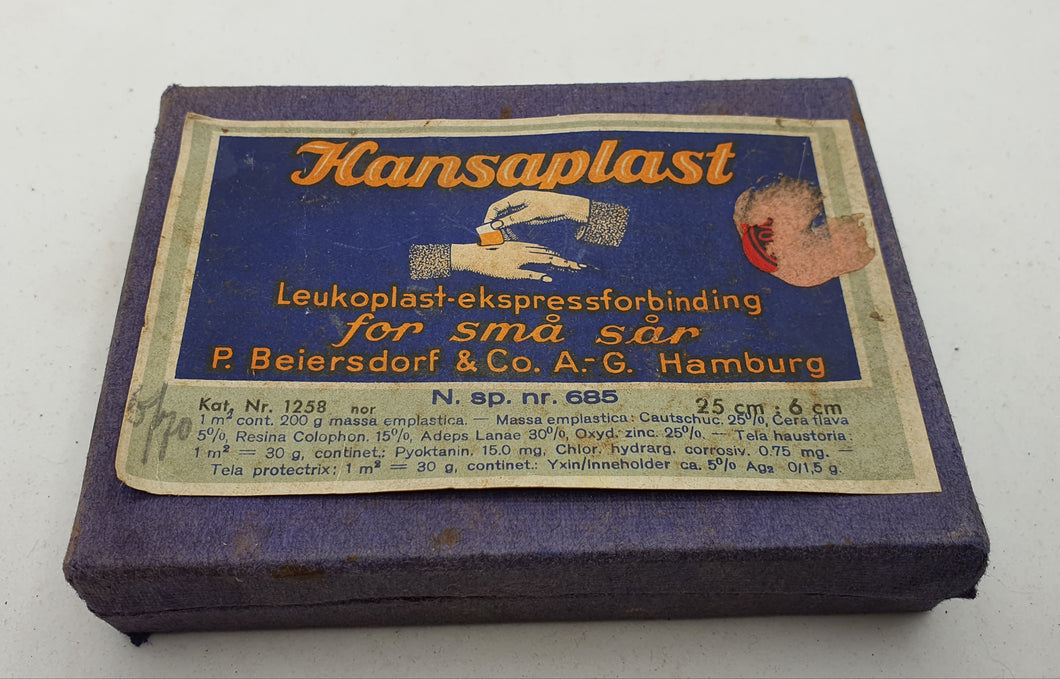 Hansaplast
Leukoplast-ekspressforbinding
for små sår
P. Beiersdorf & Co. A.-G. Hamburg
Kat. Nr. 1258 nor N. sp. nr. 685 25 cm : 6 cm
1 m² cont. 200 g massa emplastica. — Massa emplastica: Cautschuc. 25%, Cera flava
5%, Resina Colophon. 15%, Adeps Lanae 30%, Oxyd. zinc. 25%. — Tela haustoria:
1 m² = 30 g, continet.: Pyoktanin. 15.0 mg, Chlor. hydrarg. corrosiv. 0.75 mg. —
Tela protectrix: 1 m² = 30 g, continet.: Yxin/Inneholder ca. 5% Ag₂ 0/1,5 g.